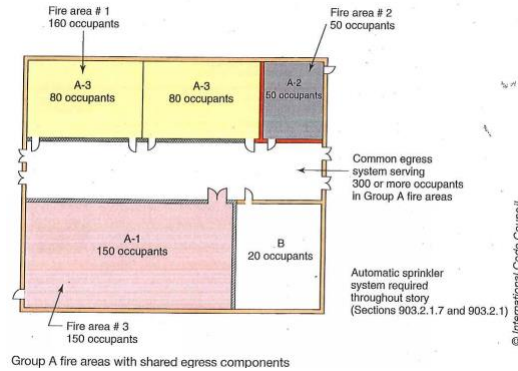 Fire area # 1
160 occupants
Fire area # 2
50 occupants
A-3
80 occupants
A-3
80 occupants
A-2
50 occupants
Common egress
system serving
300 or more occupants
in Group A fire areas
A-1
150 occupants
B
20 occupants
Automatic sprinkler
system required
throughout story
(Sections 903.2.1.7 and 903.2.1)
Fire area # 3
150 occupants
© International Code Council
Group A fire areas with shared egress components